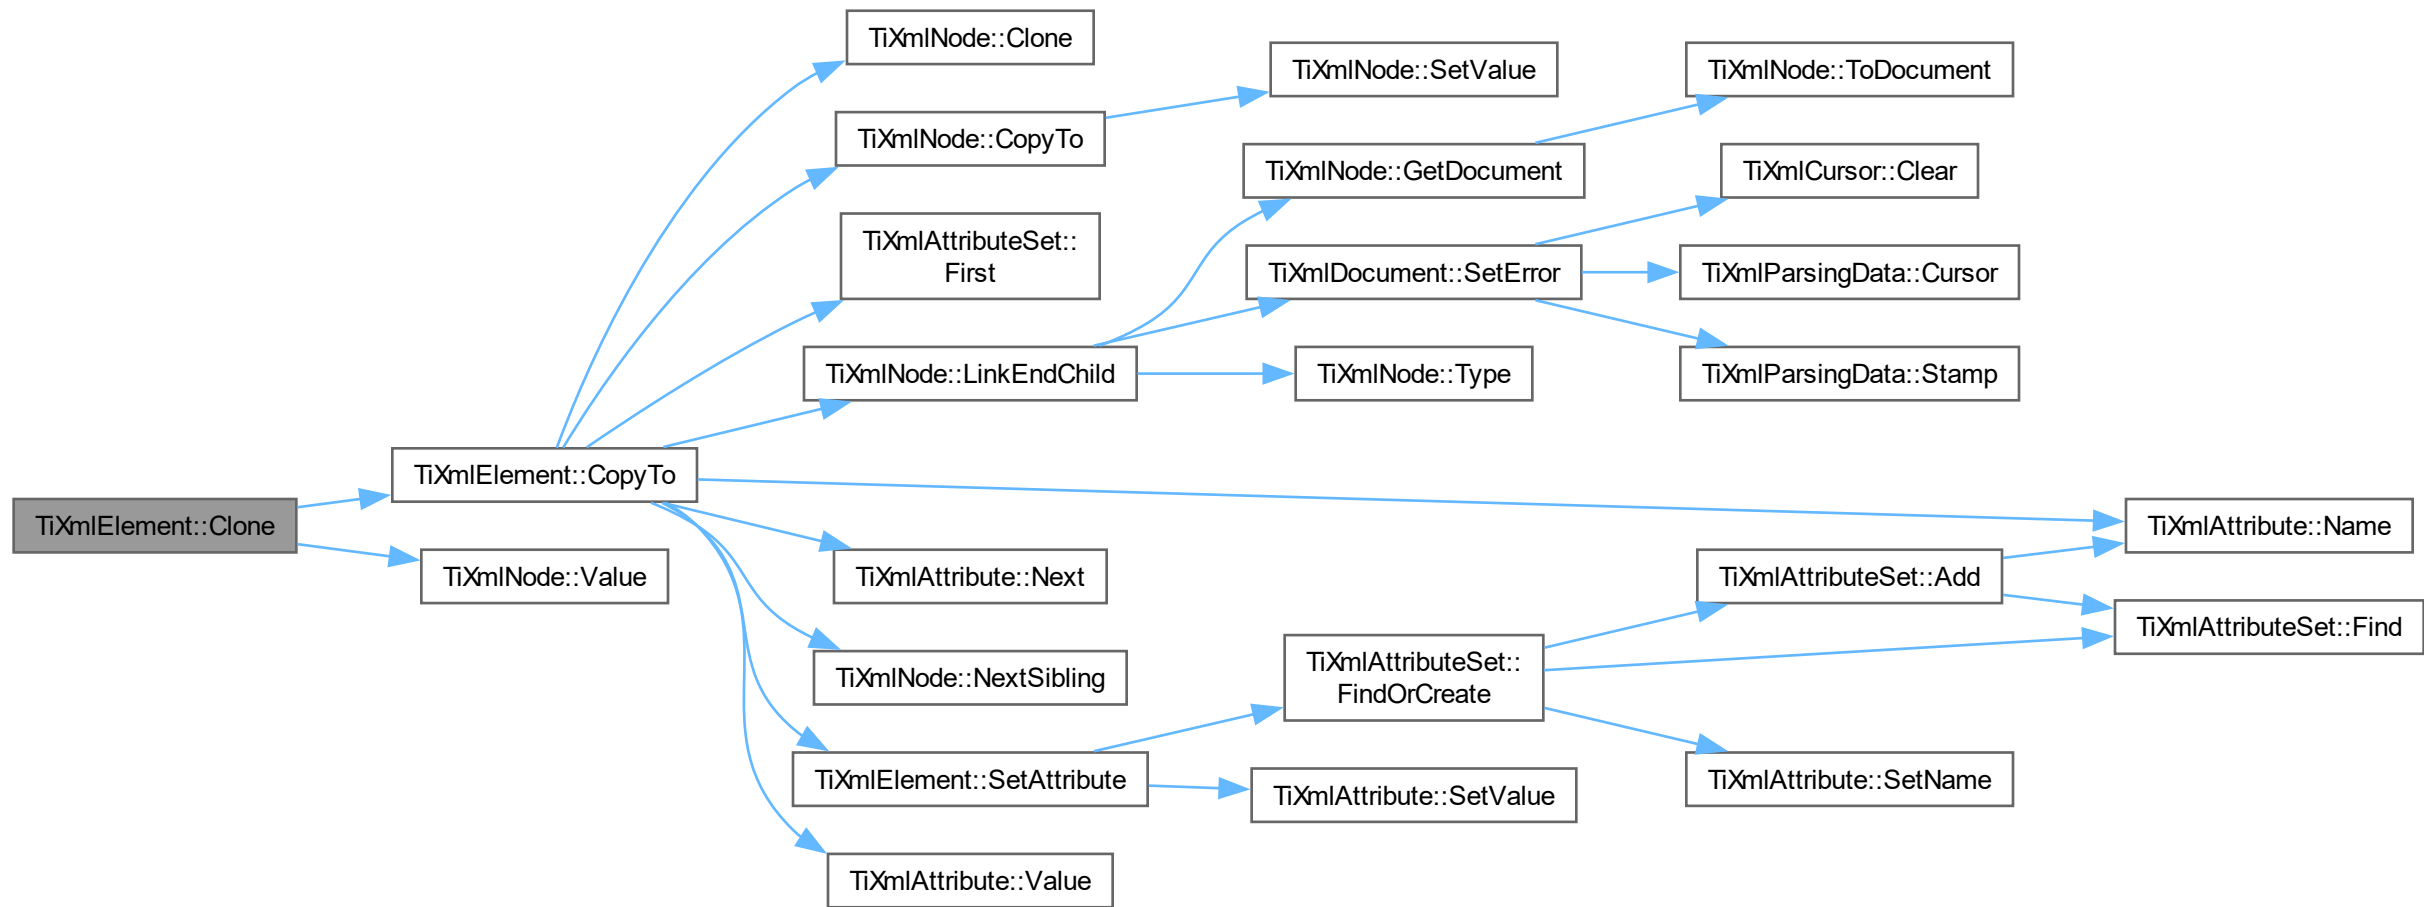 TiXmlElement::Clone
TiXmlElement::CopyTo
TiXmlNode::Value
TiXmlNode::Clone
TiXmlNode::CopyTo
TiXmlAttributeSet::
First
TiXmlNode::LinkEndChild
TiXmlAttribute::Next
TiXmlNode::NextSibling
TiXmlElement::SetAttribute
TiXmlAttribute::Value
TiXmlNode::SetValue
TiXmlNode::GetDocument
TiXmlDocument::SetError
TiXmlNode::Type
TiXmlAttributeSet::
FindOrCreate
TiXmlAttribute::SetValue
TiXmlNode::ToDocument
TiXmlCursor::Clear
TiXmlParsingData::Cursor
TiXmlParsingData::Stamp
TiXmlAttributeSet::Add
TiXmlAttribute::SetName
TiXmlAttribute::Name
TiXmlAttributeSet::Find